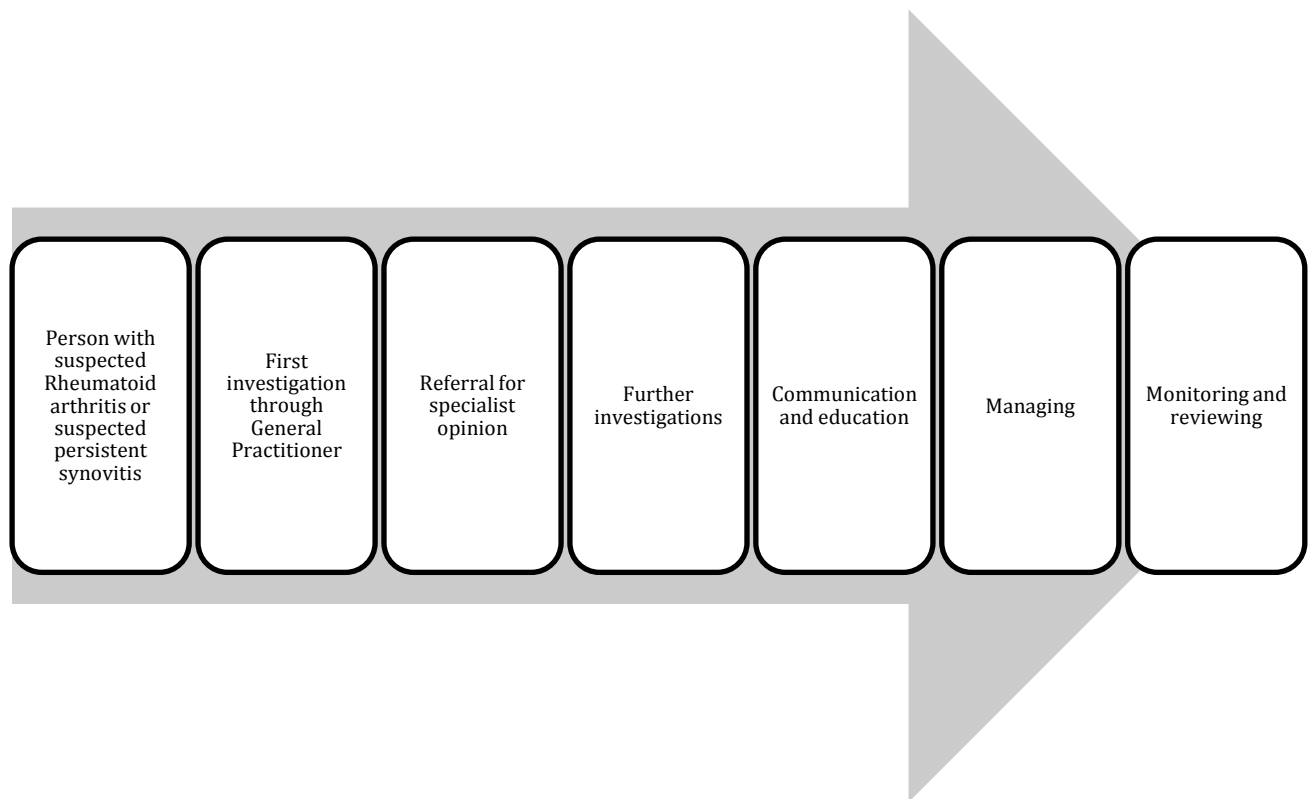 Person with
suspected
Rheumatoid
arthritis or
suspected
persistent
synovitis
First
investigation
through
General
Practitioner
Referral for
specialist
opinion
Further
investigations
Communication
and education
Managing
Monitoring and
reviewing